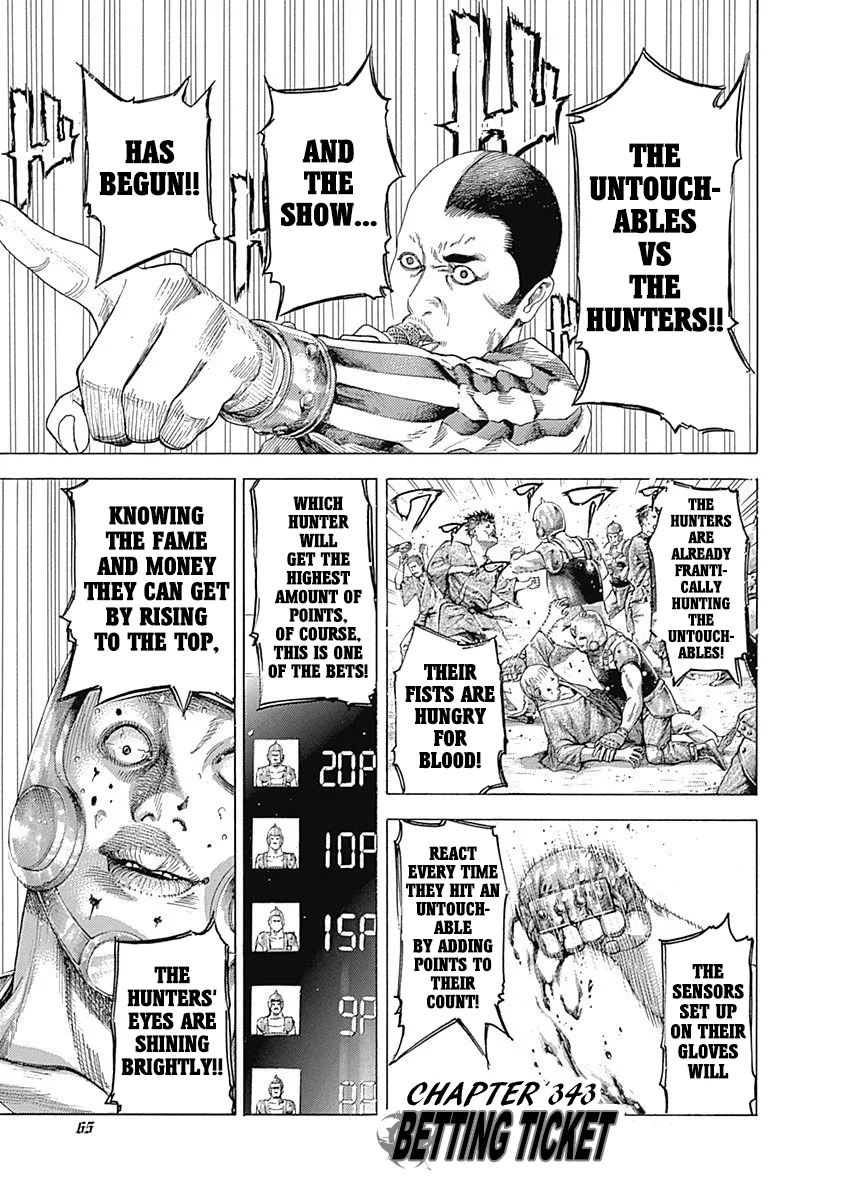 THE
UNTOUCH-
ABLES
VS
THE
HUNTERS!!
AND
THE
SHOW...
HAS
BEGUN!!
THE
HUNTERS
ARE
ALREADY
FRANTI-
CALLY
HUNTING
THE
UNTOUCH-
ABLES!
THEIR
FISTS ARE
HUNGRY
FOR
BLOOD!
THE
SENSORS
SET UP
ON THEIR
GLOVES
WILL
REACT
EVERY TIME
THEY HIT AN
UNTOUCH-
ABLE
BY ADDING
POINTS TO
THEIR
COUNT!
WHICH
HUNTER
WILL
GET THE
HIGHEST
AMOUNT OF
POINTS,
OF COURSE,
THIS IS ONE
OF THE BETS!
20P
10P
15P
9P
8P
KNOWING
THE FAME
AND MONEY
THEY CAN GET
BY RISING
TO THE TOP,
THE
HUNTERS'
EYES ARE
SHINING
BRIGHTLY!!
CHAPTER 343
BETTING TICKET
65